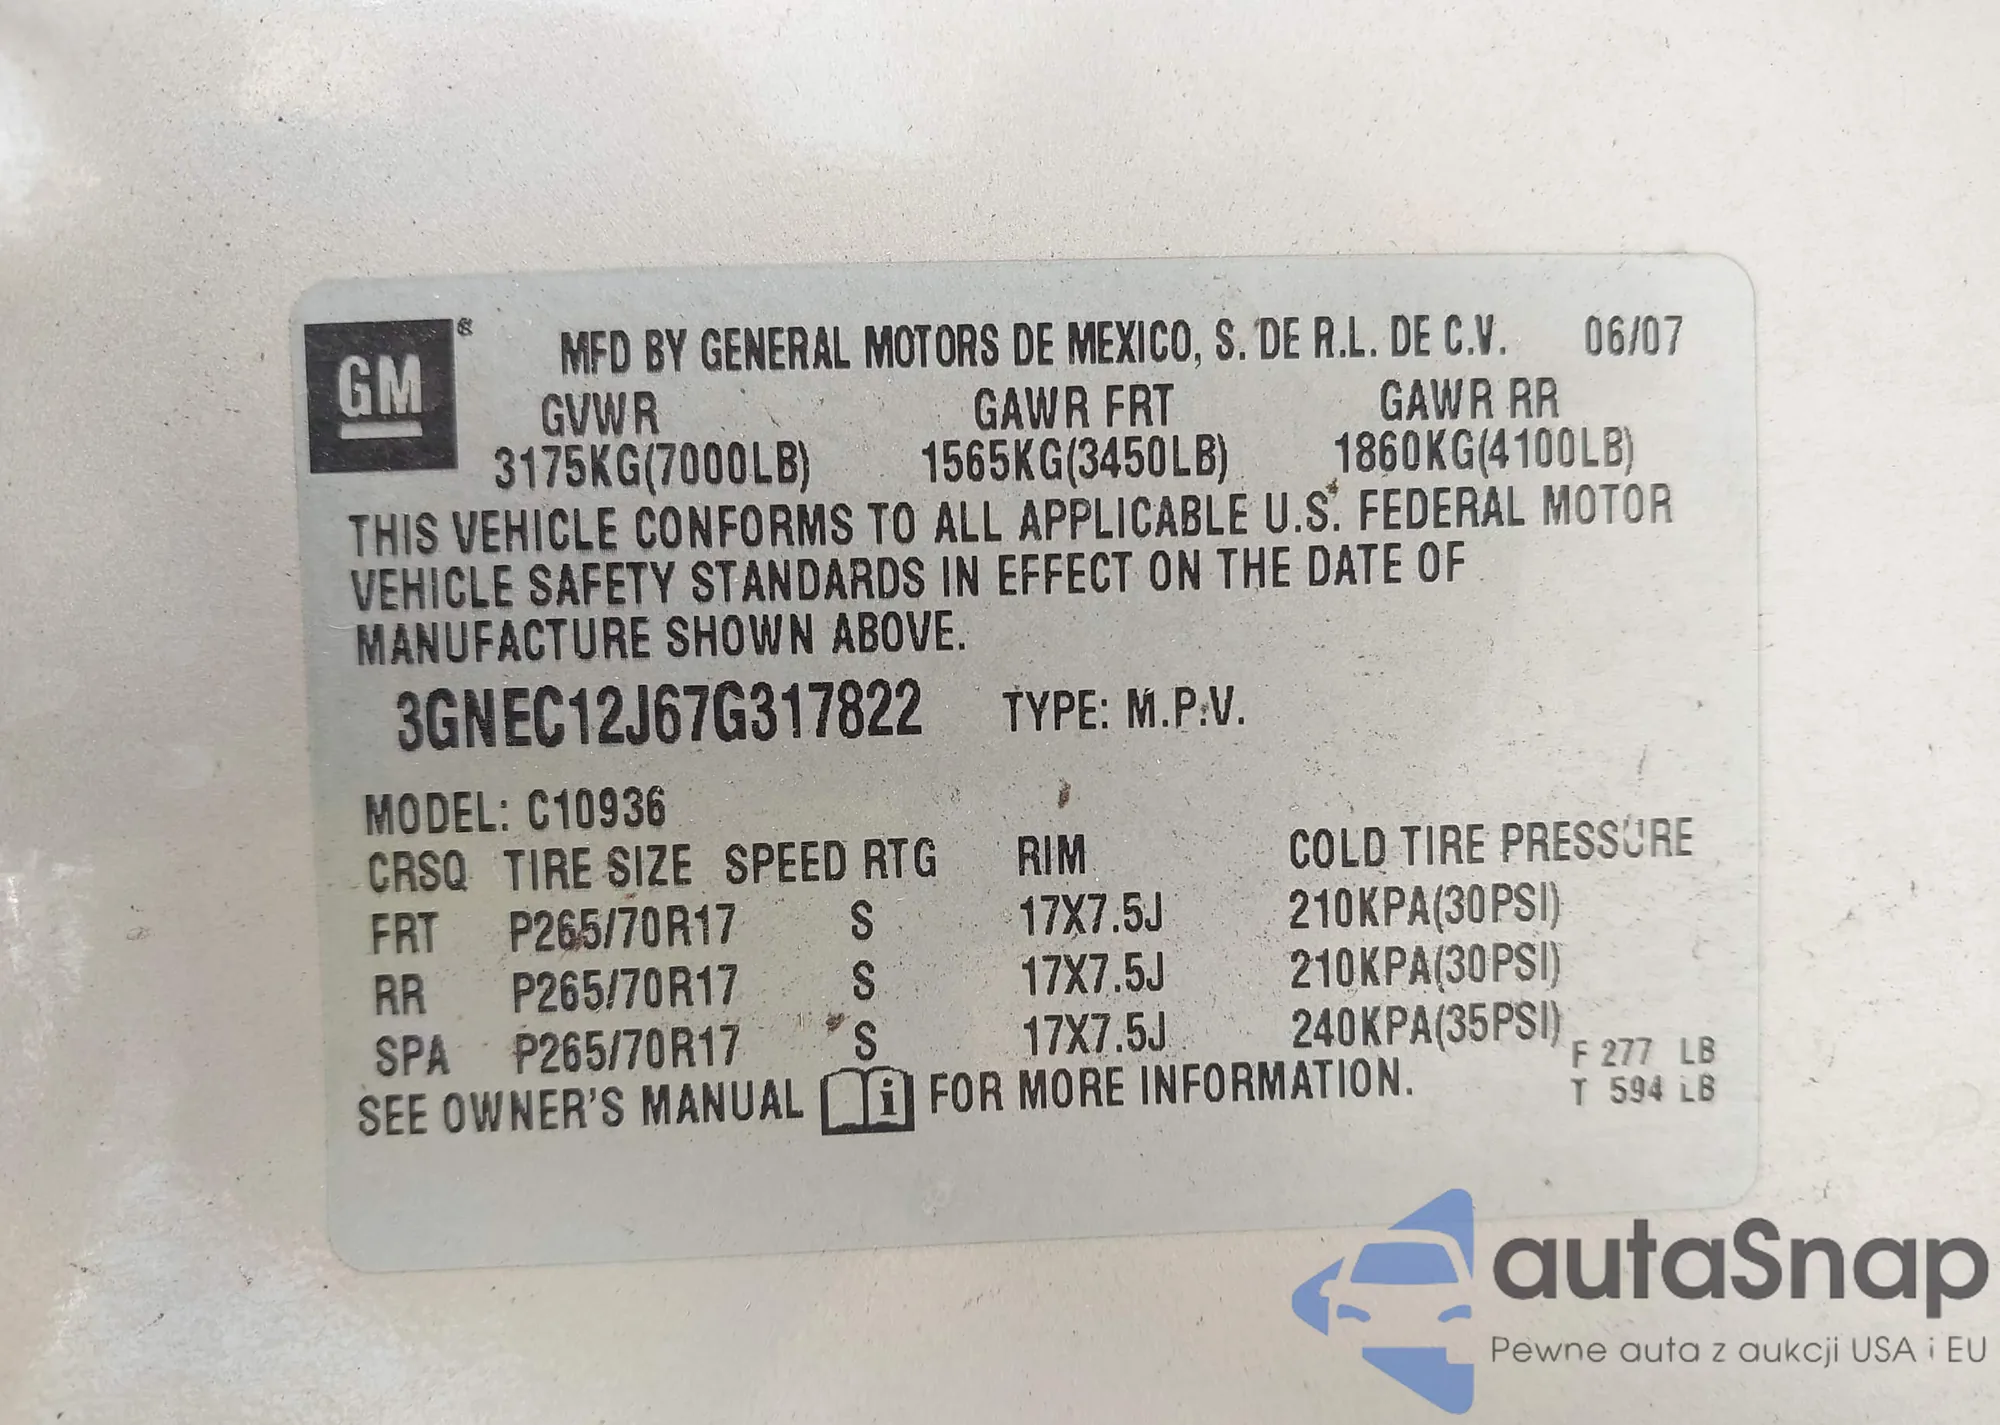 GM ®
MFD BY GENERAL MOTORS DE MEXICO, S. DE R.L. DE C.V. 06/07
GVWR GAWR FRT GAWR RR
3175KG(7000LB) 1565KG(3450LB) 1860KG(4100LB)
THIS VEHICLE CONFORMS TO ALL APPLICABLE U.S. FEDERAL MOTOR
VEHICLE SAFETY STANDARDS IN EFFECT ON THE DATE OF
MANUFACTURE SHOWN ABOVE.
3GNEC12J67G317822 TYPE: M.P.V.
MODEL: C10936
CRSQ TIRE SIZE SPEED RTG RIM COLD TIRE PRESSURE
FRT P265/70R17 S 17X7.5J 210KPA(30PSI)
RR P265/70R17 S 17X7.5J 210KPA(30PSI)
SPA P265/70R17 S 17X7.5J 240KPA(35PSI)
F 277 LB
T 594 LB
SEE OWNER'S MANUAL i FOR MORE INFORMATION.
autaSnap
Pewne auta z aukcji USA i EU